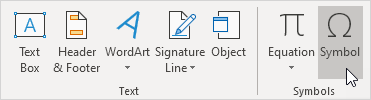 A
Text
Box
Header
& Footer
A
WordArt
Signature
Line
Object
π
Equation
Ω
Symbol
Text
Symbols